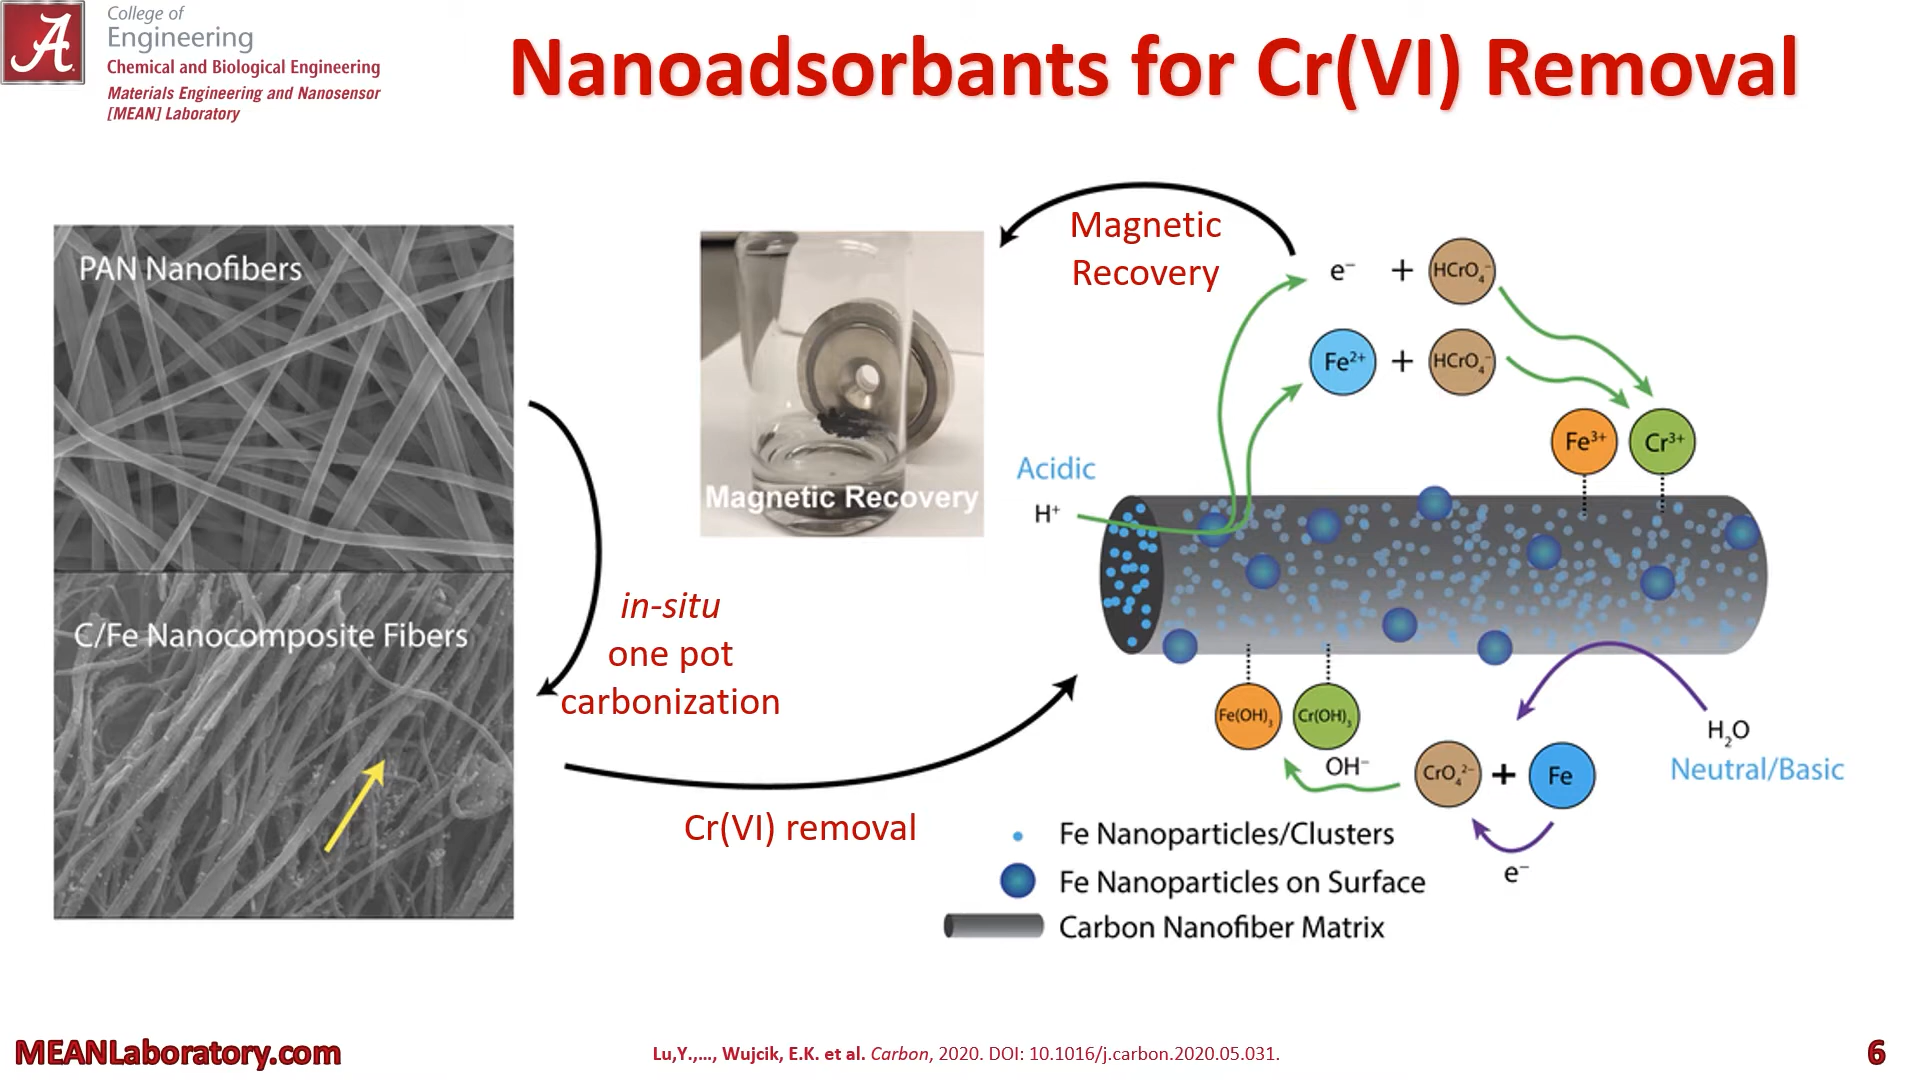 College of
Engineering
Chemical and Biological Engineering
Materials Engineering and Nanosensor
[MEAN] Laboratory
Nanoadsorbants for Cr(VI) Removal
PAN Nanofibers
C/Fe Nanocomposite Fibers
in-situ
one pot
carbonization
Cr(VI) removal
Magnetic Recovery
Magnetic
Recovery
e⁻ + HCrO₄⁻
Fe²⁺ + HCrO₄⁻
Fe³⁺ Cr³⁺
Acidic
H⁺
Fe(OH)₃ Cr(OH)₃
OH⁻
CrO₄²⁻ + Fe
e⁻
H₂O
Neutral/Basic
Fe Nanoparticles/Clusters
Fe Nanoparticles on Surface
Carbon Nanofiber Matrix
MEANLaboratory.com
Lu,Y.,…, Wujcik, E.K. et al. Carbon, 2020. DOI: 10.1016/j.carbon.2020.05.031.
6